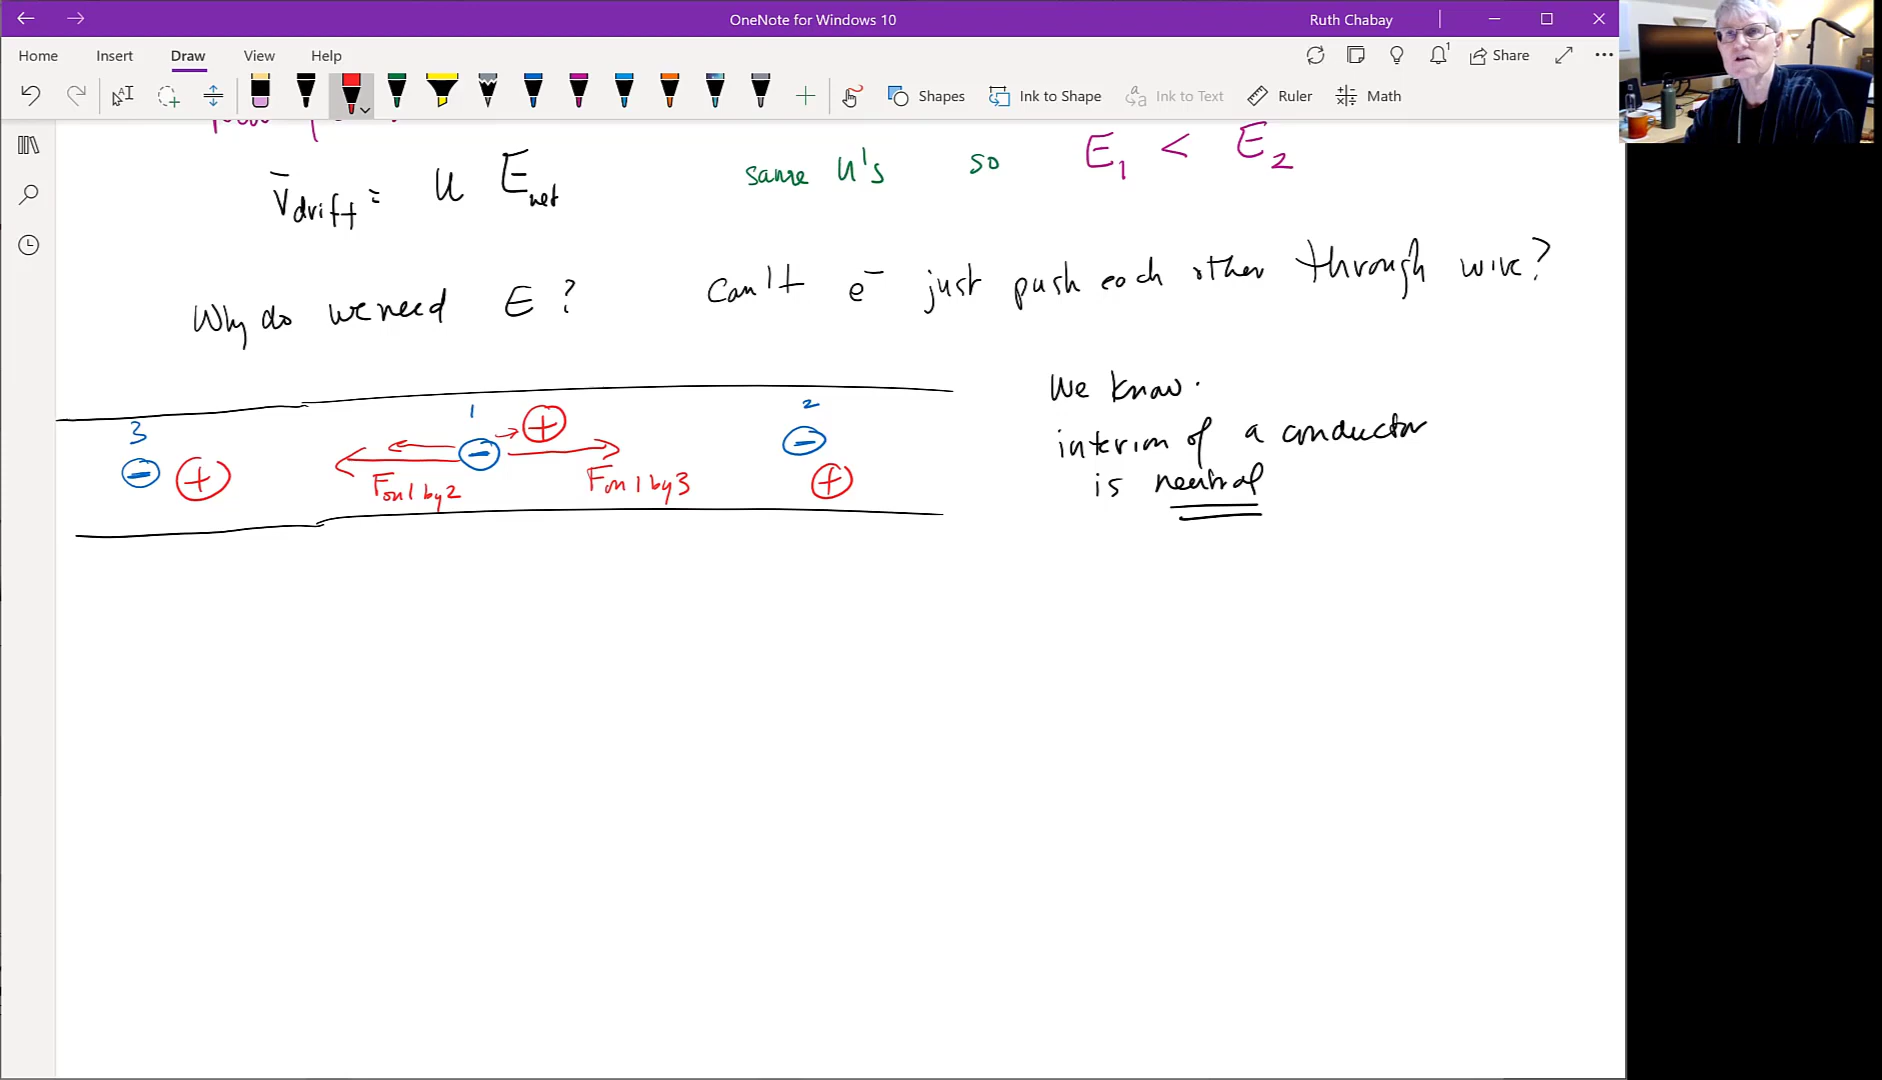 OneNote for Windows 10
Ruth Chabay
Home Insert Draw View Help
Share
Shapes Ink to Shape Ink to Text Ruler Math
v̄drift = u Enet same u's so E1 < E2
Why do we need E? Can't e⁻ just push each other through wire?
We know.
interior of a conductor
is neutral
3 1 2
− + − + − +
Fon 1 by 2 Fon 1 by 3